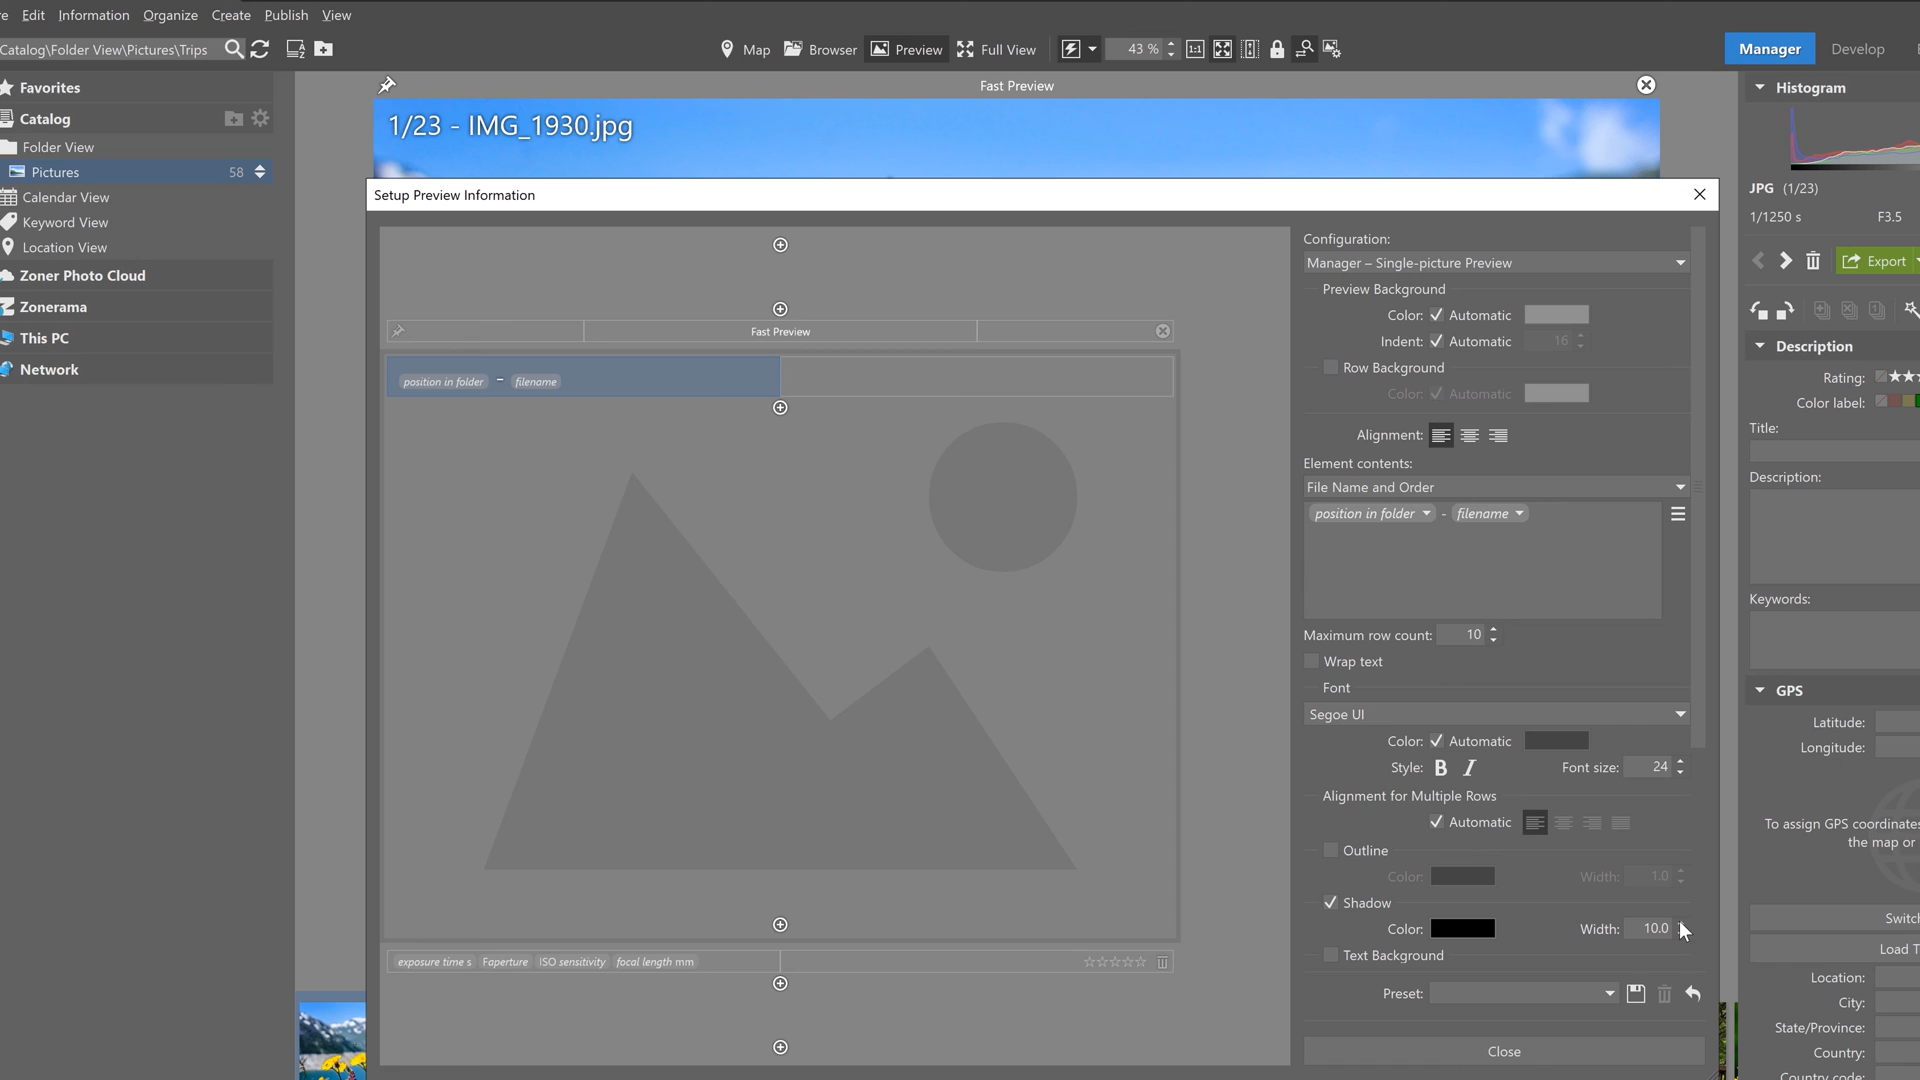 Edit Information Organize Create Publish View
Catalog\Folder View\Pictures\Trips
Map Browser Preview Full View 43 % 1:1
Manager Develop
Favorites
Catalog
Folder View
Pictures 58
Calendar View
Keyword View
Location View
Zoner Photo Cloud
Zonerama
This PC
Network
Fast Preview
1/23 - IMG_1930.jpg
Setup Preview Information
Fast Preview
position in folder - filename
exposure time s Faperture ISO sensitivity focal length mm
Configuration:
Manager – Single-picture Preview
Preview Background
Color: Automatic
Indent: Automatic 16
Row Background
Color: Automatic
Alignment:
Element contents:
File Name and Order
position in folder - filename
Maximum row count: 10
Wrap text
Font
Segoe UI
Color: Automatic
Style: B I Font size: 24
Alignment for Multiple Rows
Automatic
Outline
Color: Width: 1.0
Shadow
Color: Width: 10.0
Text Background
Preset:
Close
Histogram
JPG (1/23)
1/1250 s F3.5
Export
Description
Rating:
Color label:
Title:
Description:
Keywords:
GPS
Latitude:
Longitude:
To assign GPS coordinates
the map or
Switch
Load T
Location:
City:
State/Province:
Country:
Country code: